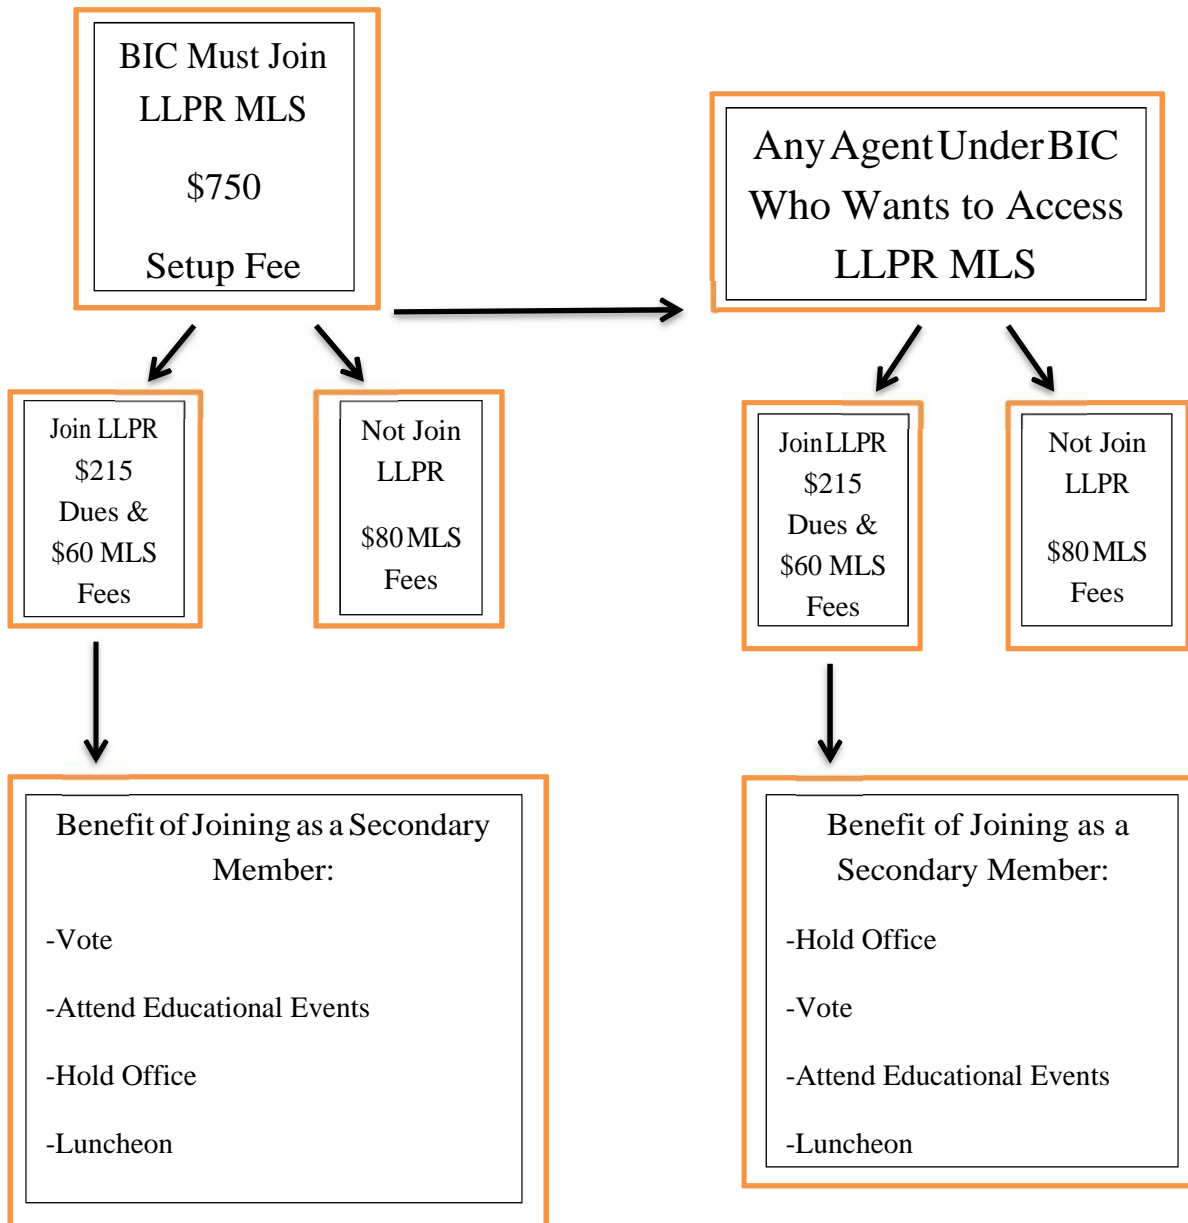 BIC Must Join
LLPR MLS
$750
Setup Fee
Any Agent Under BIC
Who Wants to Access
LLPR MLS
Join LLPR
$215
Dues &
$60 MLS
Fees
Not Join
LLPR
$80 MLS
Fees
Join LLPR
$215
Dues &
$60 MLS
Fees
Not Join
LLPR
$80 MLS
Fees
Benefit of Joining as a Secondary
Member:
-Vote
-Attend Educational Events
-Hold Office
-Luncheon
Benefit of Joining as a
Secondary Member:
-Hold Office
-Vote
-Attend Educational Events
-Luncheon